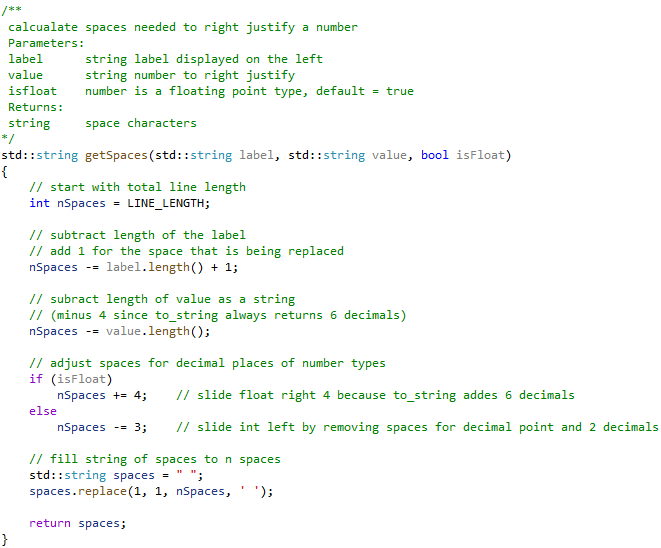 /**
 calcualate spaces needed to right justify a number
 Parameters:
 label      string label displayed on the left
 value      string number to right justify
 isfloat    number is a floating point type, default = true
 Returns:
 string     space characters
*/
std::string getSpaces(std::string label, std::string value, bool isFloat)
{
    // start with total line length
    int nSpaces = LINE_LENGTH;

    // subtract length of the label
    // add 1 for the space that is being replaced
    nSpaces -= label.length() + 1;

    // subract length of value as a string
    // (minus 4 since to_string always returns 6 decimals)
    nSpaces -= value.length();

    // adjust spaces for decimal places of number types
    if (isFloat)
        nSpaces += 4;    // slide float right 4 because to_string addes 6 decimals
    else
        nSpaces -= 3;    // slide int left by removing spaces for decimal point and 2 decimals

    // fill string of spaces to n spaces
    std::string spaces = " ";
    spaces.replace(1, 1, nSpaces, ' ');

    return spaces;
}